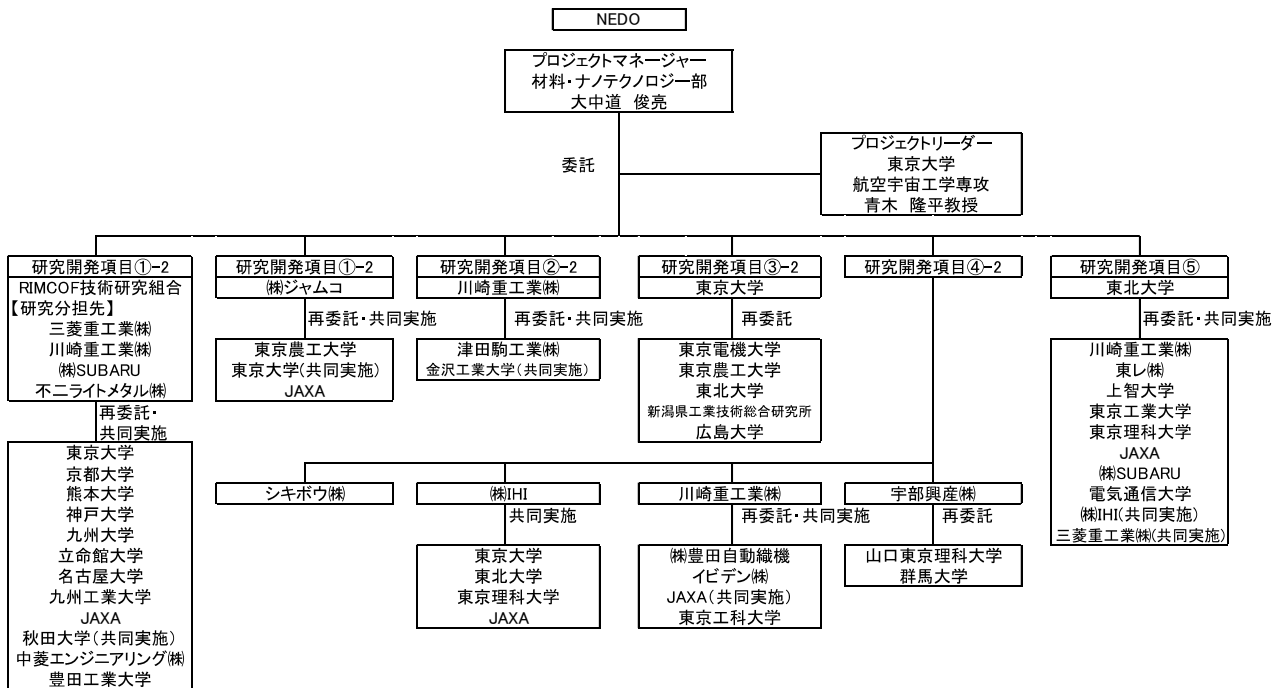 NEDO
プロジェクトマネージャー
材料・ナノテクノロジー部
大中道 俊亮
委託
プロジェクトリーダー
東京大学
航空宇宙工学専攻
青木 隆平教授
研究開発項目①-2
RIMCOF技術研究組合
【研究分担先】
三菱重工業㈱
川崎重工業㈱
㈱SUBARU
不二ライトメタル㈱
再委託・
共同実施
東京大学
京都大学
熊本大学
神戸大学
九州大学
立命館大学
名古屋大学
九州工業大学
JAXA
秋田大学(共同実施)
中菱エンジニアリング㈱
豊田工業大学
研究開発項目①-2
㈱ジャムコ
再委託・共同実施
東京農工大学
東京大学(共同実施)
JAXA
研究開発項目②-2
川崎重工業㈱
再委託・共同実施
津田駒工業㈱
金沢工業大学(共同実施)
研究開発項目③-2
東京大学
再委託
東京電機大学
東京農工大学
東北大学
新潟県工業技術総合研究所
広島大学
研究開発項目④-2
シキボウ㈱
㈱IHI
共同実施
東京大学
東北大学
東京理科大学
JAXA
川崎重工業㈱
再委託・共同実施
㈱豊田自動織機
イビデン㈱
JAXA(共同実施)
東京工科大学
宇部興産㈱
再委託
山口東京理科大学
群馬大学
研究開発項目⑤
東北大学
再委託・共同実施
川崎重工業㈱
東レ㈱
上智大学
東京工業大学
東京理科大学
JAXA
㈱SUBARU
電気通信大学
㈱IHI(共同実施)
三菱重工業㈱(共同実施)